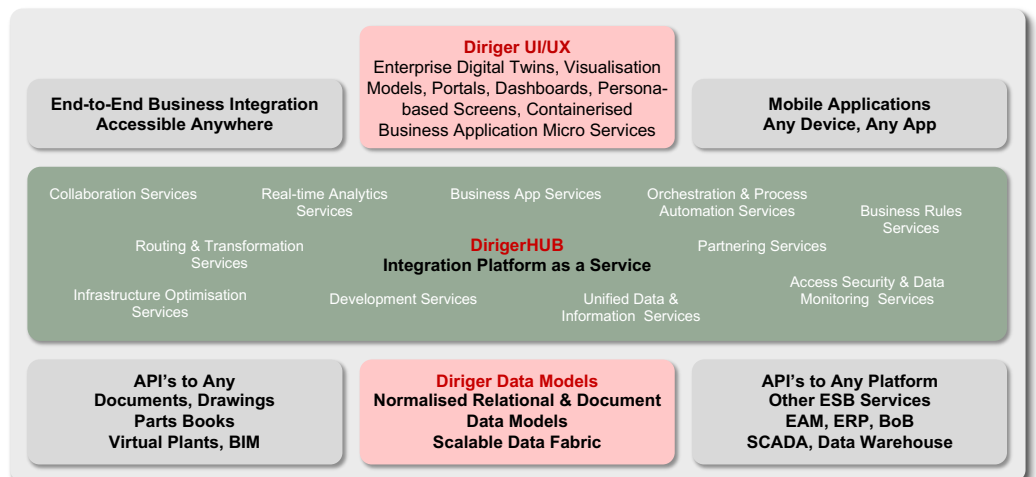 Diriger UI/UX
Enterprise Digital Twins, Visualisation
Models, Portals, Dashboards, Persona-
based Screens, Containerised
Business Application Micro Services
End-to-End Business Integration
Accessible Anywhere
Mobile Applications
Any Device, Any App
Collaboration Services
Real-time Analytics
Services
Business App Services
Orchestration & Process
Automation Services
Business Rules
Services
Routing & Transformation
Services
DirigerHUB
Integration Platform as a Service
Partnering Services
Infrastructure Optimisation
Services
Development Services
Unified Data &
Information Services
Access Security & Data
Monitoring Services
API's to Any
Documents, Drawings
Parts Books
Virtual Plants, BIM
Diriger Data Models
Normalised Relational & Document
Data Models
Scalable Data Fabric
API's to Any Platform
Other ESB Services
EAM, ERP, BoB
SCADA, Data Warehouse